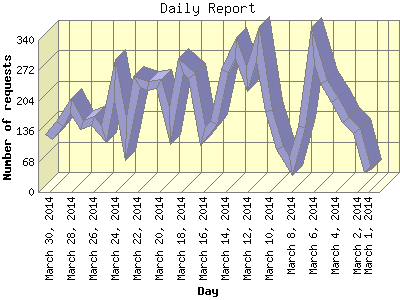 Daily Report
Number of requests
340
272
204
136
68
0
March 30, 2014
March 28, 2014
March 26, 2014
March 24, 2014
March 22, 2014
March 20, 2014
March 18, 2014
March 16, 2014
March 14, 2014
March 12, 2014
March 10, 2014
March 8, 2014
March 6, 2014
March 4, 2014
March 2, 2014
March 1, 2014
Day